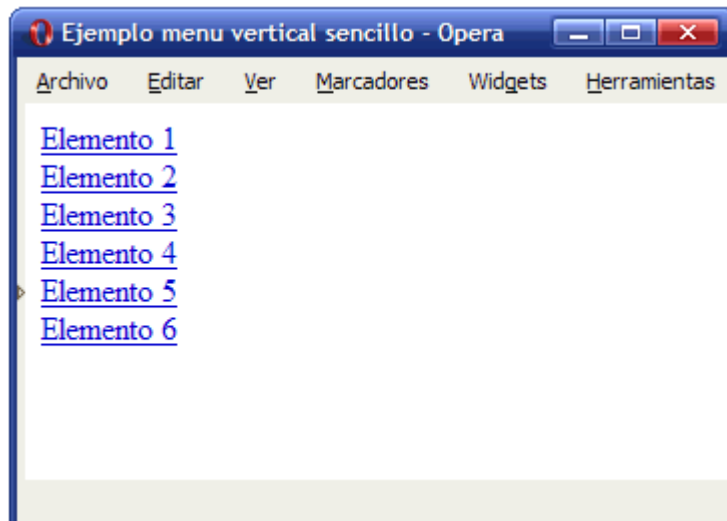 Ejemplo menu vertical sencillo - Opera
Archivo Editar Ver Marcadores Widgets Herramientas
Elemento 1
Elemento 2
Elemento 3
Elemento 4
Elemento 5
Elemento 6